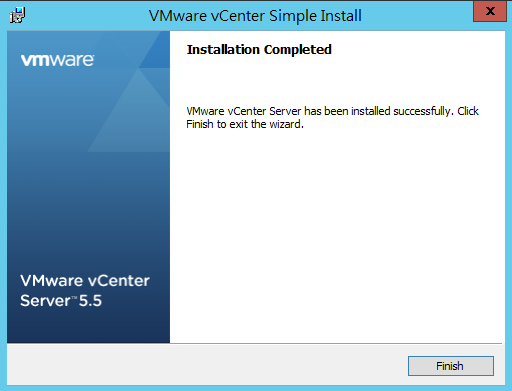 VMware vCenter Simple Install
x
vmware
Installation Completed
VMware vCenter Server has been installed successfully. Click
Finish to exit the wizard.
VMware vCenter
Server™ 5.5
Finish